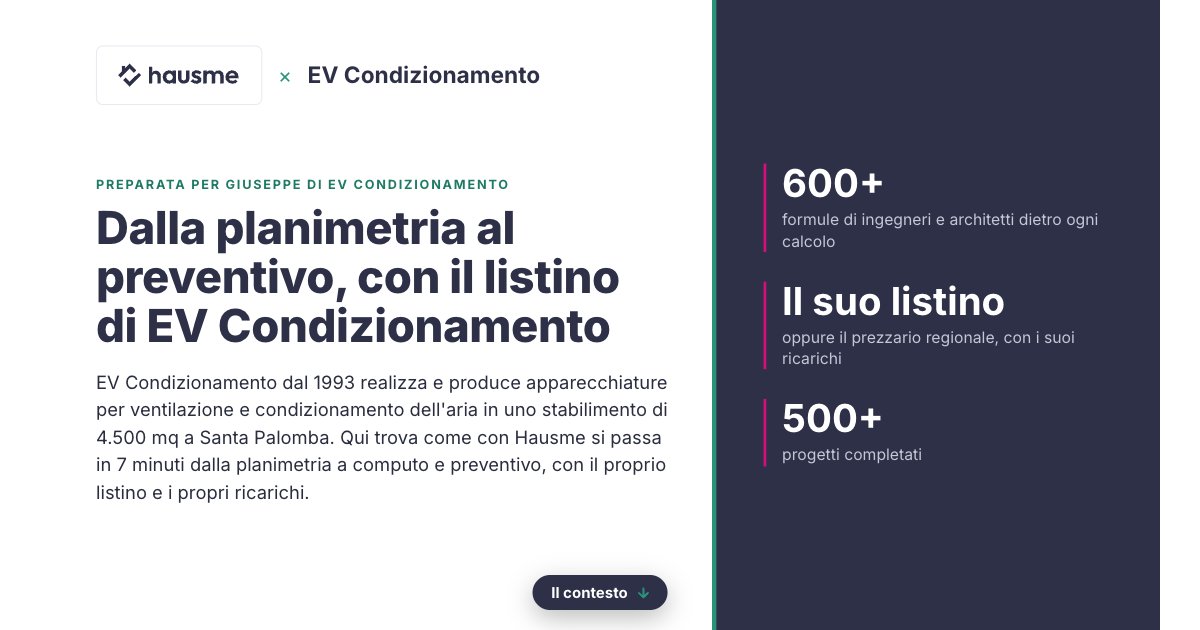 hausme × EV Condizionamento
PREPARATA PER GIUSEPPE DI EV CONDIZIONAMENTO
Dalla planimetria al
preventivo, con il listino
di EV Condizionamento
EV Condizionamento dal 1993 realizza e produce apparecchiature
per ventilazione e condizionamento dell'aria in uno stabilimento di
4.500 mq a Santa Palomba. Qui trova come con Hausme si passa
in 7 minuti dalla planimetria a computo e preventivo, con il proprio
listino e i propri ricarichi.
Il contesto ↓
600+
formule di ingegneri e architetti dietro ogni
calcolo
Il suo listino
oppure il prezzario regionale, con i suoi
ricarichi
500+
progetti completati